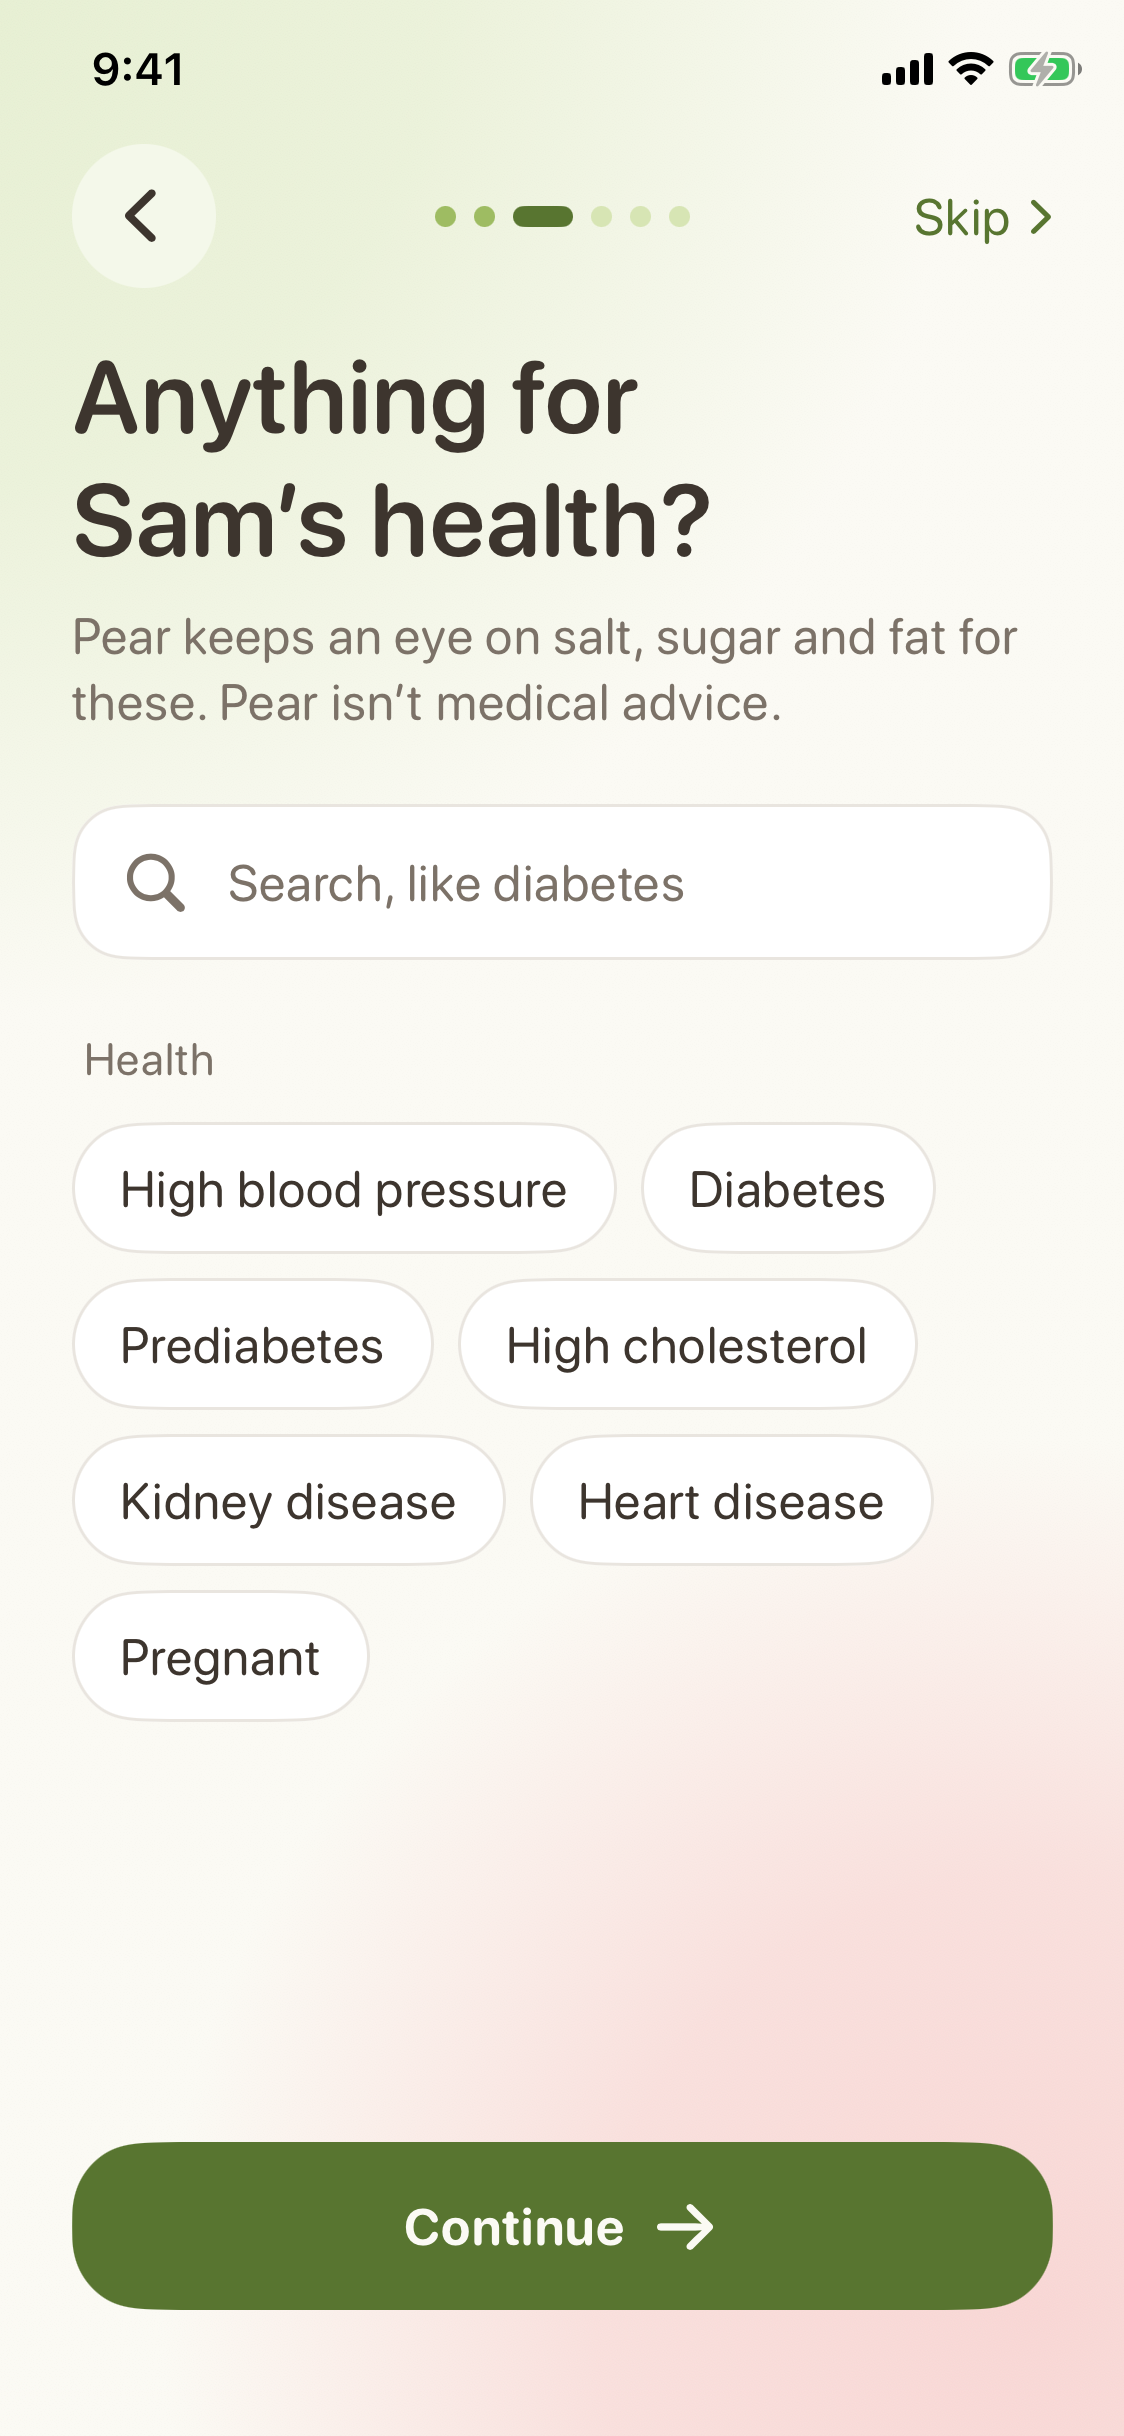 9:41
Skip
Anything for
Sam’s health?
Pear keeps an eye on salt, sugar and fat for
these. Pear isn’t medical advice.
Search, like diabetes
Health
High blood pressure
Diabetes
Prediabetes
High cholesterol
Kidney disease
Heart disease
Pregnant
Continue